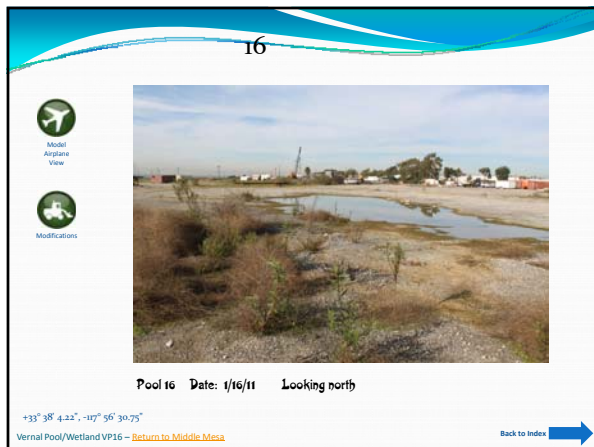 16
Model
Airplane
View
Modifications
Pool 16 Date: 1/16/11 Looking north
+33° 38' 4.22", -117° 56' 30.75"
Vernal Pool/Wetland VP16 – Return to Middle Mesa
Back to Index